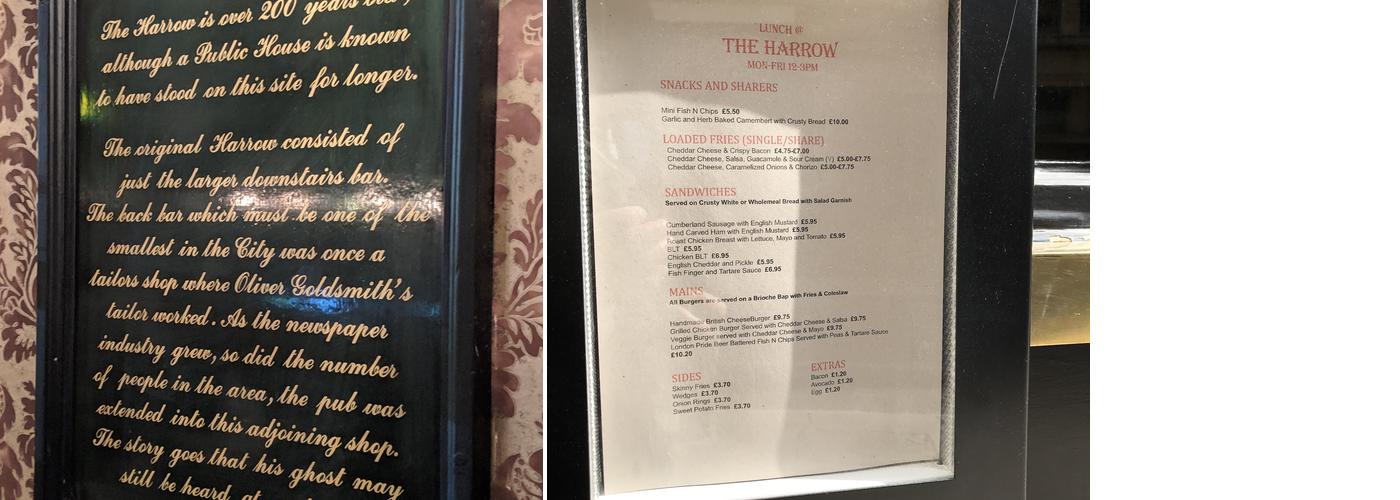 The Harrow is over 200 years
although a Public House is known
to have stood on this site for longer.
The original Harrow consisted of
just the larger downstairs bar.
The back bar which must be one of the
smallest in the City was once a
tailors shop where Oliver Goldsmith's
tailor worked. As the newspaper
industry grew, so did the number
of people in the area, the pub was
extended into this adjoining shop.
The story goes that his ghost may
still be heard at
LUNCH @
THE HARROW
MON-FRI 12-3PM
SNACKS AND SHARERS
Mini Fish N Chips £5.50
Garlic and Herb Baked Camembert with Crusty Bread £10.00
LOADED FRIES (SINGLE/SHARE)
Cheddar Cheese & Crispy Bacon £4.75-£7.00
Cheddar Cheese, Salsa, Guacamole & Sour Cream (V) £5.00-£7.75
Cheddar Cheese, Caramelized Onions & Chorizo £5.00-£7.75
SANDWICHES
Served on Crusty White or Wholemeal Bread with Salad Garnish
Cumberland Sausage with English Mustard £5.95
Hand Carved Ham with English Mustard £5.95
Roast Chicken Breast with Lettuce, Mayo and Tomato £5.95
BLT £5.95
Chicken BLT £6.95
English Cheddar and Pickle £5.95
Fish Finger and Tartare Sauce £6.95
MAINS
All Burgers are served on a Brioche Bap with Fries & Coleslaw
Handmade British CheeseBurger £9.75
Grilled Chicken Burger Served with Cheddar Cheese & Salsa £9.75
Veggie Burger served with Cheddar Cheese & Mayo £9.75
London Pride Beer Battered Fish N Chips Served with Peas & Tartare Sauce
£10.20
SIDES
Skinny Fries £3.70
Wedges £3.70
Onion Rings £3.70
Sweet Potato Fries £3.70
EXTRAS
Bacon £1.20
Avocado £1.20
Egg £1.20